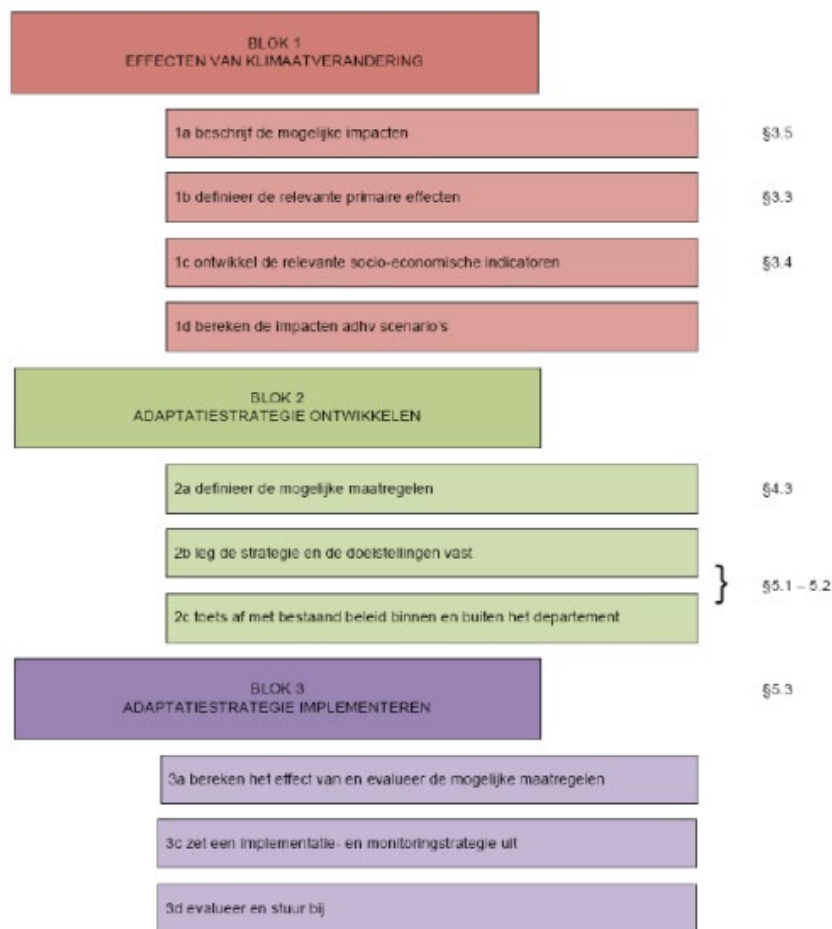 BLOK 1
EFFECTEN VAN KLIMAATVERANDERING
1a beschrijf de mogelijke impacten
§3.5
1b definieer de relevante primaire effecten
§3.3
1c ontwikkel de relevante socio-economische indicatoren
§3.4
1d bereken de impacten adhv scenario's
BLOK 2
ADAPTATIESTRATEGIE ONTWIKKELEN
2a definieer de mogelijke maatregelen
§4.3
2b leg de strategie en de doelstellingen vast
} §5.1 – 5.2
2c toets af met bestaand beleid binnen en buiten het departement
BLOK 3
ADAPTATIESTRATEGIE IMPLEMENTEREN
§5.3
3a bereken het effect van en evalueer de mogelijke maatregelen
3c zet een implementatie- en monitoringstrategie uit
3d evalueer en stuur bij